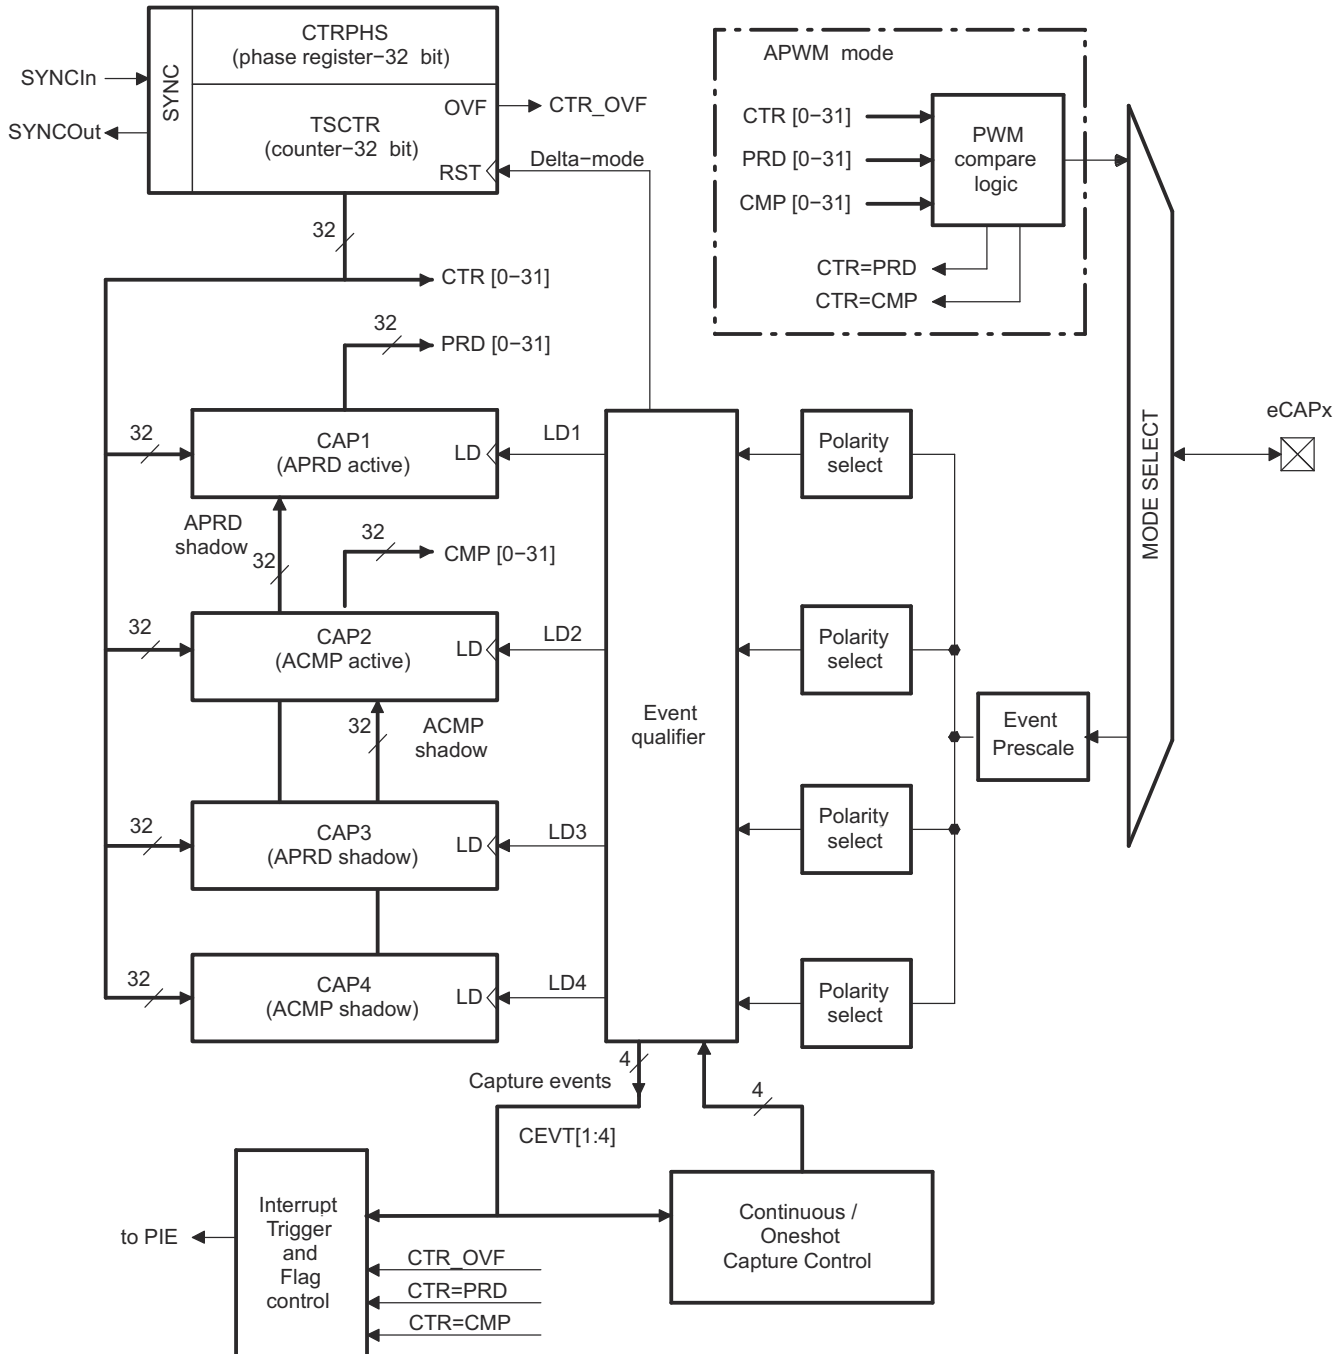 CTRPHS
(phase register−32 bit)
APWM mode
SYNCIn
SYNC
OVF
CTR_OVF
SYNCOut
TSCTR
(counter−32 bit)
Delta−mode
RST
CTR [0−31]
PRD [0−31]
CMP [0−31]
PWM
compare
logic
CTR=PRD
CTR=CMP
32
CTR [0−31]
32
PRD [0−31]
MODE SELECT
eCAPx
32
CAP1
(APRD active)
LD
LD1
Polarity
select
APRD
shadow
32
32
CMP [0−31]
32
CAP2
(ACMP active)
LD
LD2
Polarity
select
32
ACMP
shadow
Event
qualifier
Event
Prescale
32
CAP3
(APRD shadow)
LD
LD3
Polarity
select
32
CAP4
(ACMP shadow)
LD
LD4
Polarity
select
4
Capture events
4
CEVT[1:4]
Interrupt
Trigger
and
Flag
control
to PIE
Continuous /
Oneshot
Capture Control
CTR_OVF
CTR=PRD
CTR=CMP